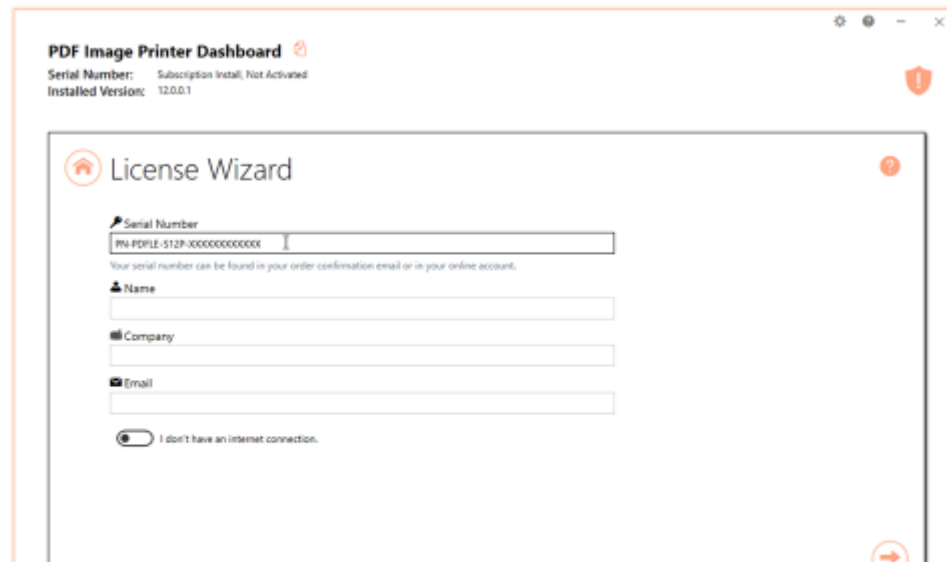 PDF Image Printer Dashboard
Serial Number: Subscription Install, Not Activated
Installed Version: 12.0.0.1
License Wizard
Serial Number
PN-PDFLE-S12P-XXXXXXXXXXXXX
Your serial number can be found in your order confirmation email or in your online account.
Name
Company
Email
I don't have an internet connection.